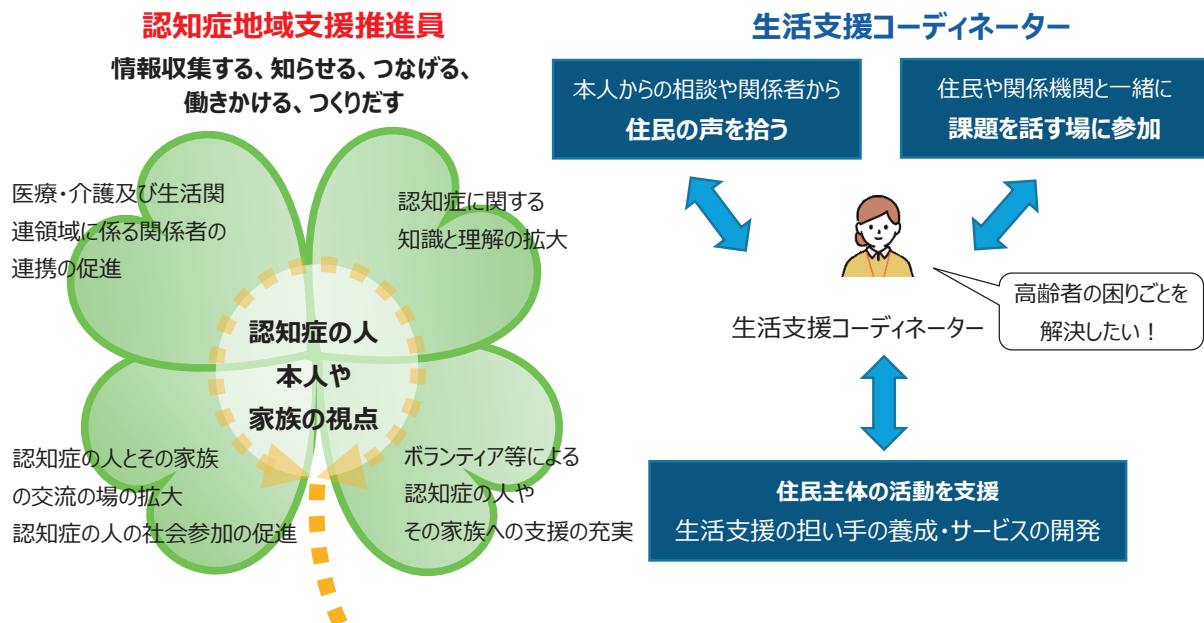 認知症地域支援推進員
情報収集する、知らせる、つなげる、
働きかける、つくりだす
医療・介護及び生活関
連領域に係る関係者の
連携の促進
認知症に関する
知識と理解の拡大
認知症の人
本人や
家族の視点
認知症の人とその家族
の交流の場の拡大
認知症の人の社会参加の促進
ボランティア等による
認知症の人や
その家族への支援の充実
生活支援コーディネーター
本人からの相談や関係者から
住民の声を拾う
住民や関係機関と一緒に
課題を話す場に参加
高齢者の困りごとを
解決したい！
生活支援コーディネーター
住民主体の活動を支援
生活支援の担い手の養成・サービスの開発